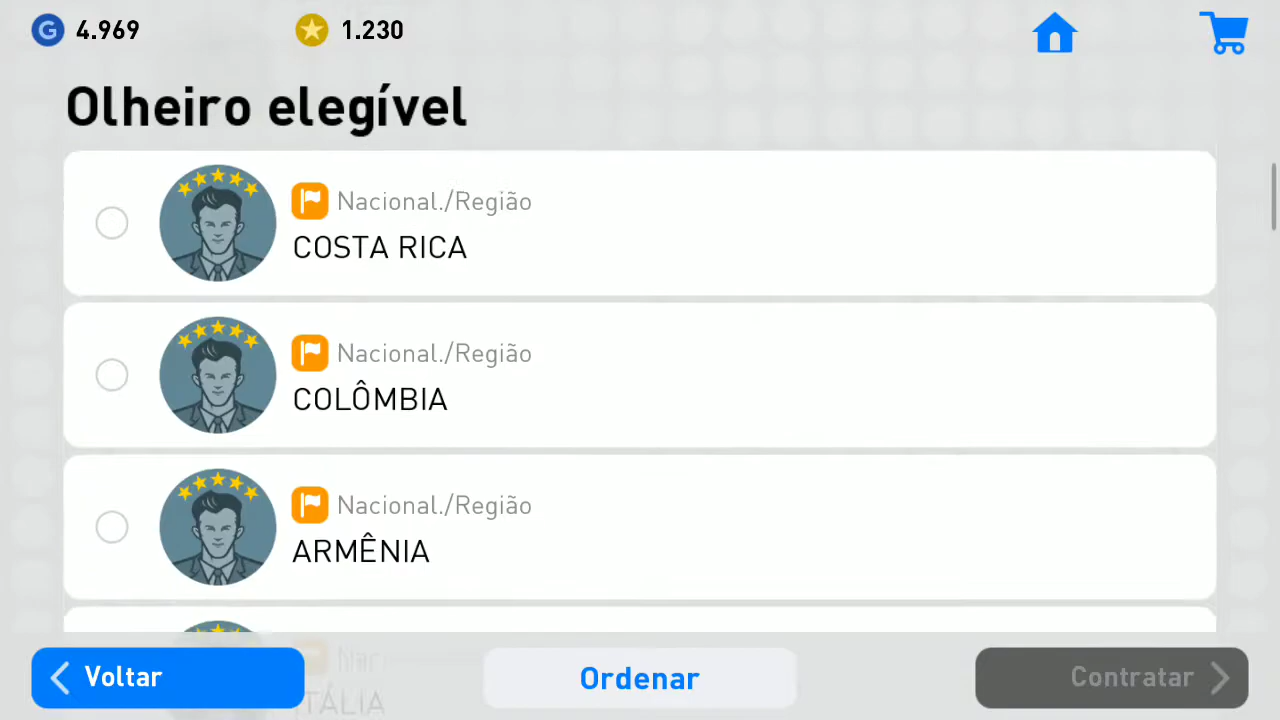 G 4.969
1.230
Olheiro elegível
Nacional./Região
COSTA RICA
Nacional./Região
COLÔMBIA
Nacional./Região
ARMÊNIA
ITÁLIA
Voltar
Ordenar
Contratar